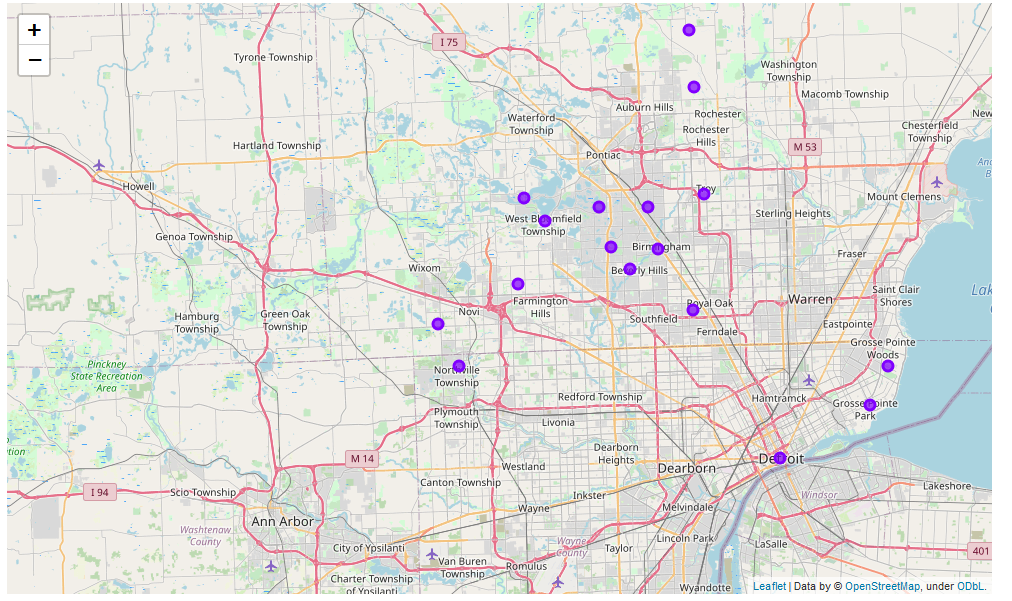 +
−
I 75
Tyrone Township
Washington
Township
Macomb Township
Auburn Hills
Rochester
Waterford
Township
Rochester
Hills
Chesterfield
Township
New
Hartland Township
Pontiac
M 53
Howell
Troy
Mount Clemens
West Bloomfield
Township
Sterling Heights
Genoa Township
Birmingham
Fraser
Wixom
Beverly Hills
Saint Clair
Shores
Lak
Farmington
Hills
Novi
Warren
Royal Oak
Hamburg
Township
Green Oak
Township
Southfield
Ferndale
Eastpointe
Grosse Pointe
Woods
Pinckney
State Recreation
Area
Northville
Township
Redford Township
Hamtramck
Grosse Pointe
Park
Plymouth
Township
Livonia
tion
Dearborn
Heights
M 14
Westland
Dearborn
Detroit
Canton Township
I 94
Scio Township
Inkster
Windsor
Lakeshore
Wayne
Melvindale
Ann Arbor
Washtenaw
County
Lincoln Park
LaSalle
City of Ypsilanti
Wayne
County
Taylor
401
Van Buren
Township
Romulus
Charter Township
of Ypsilanti
Wyandotte
Leaflet | Data by © OpenStreetMap, under ODbL.